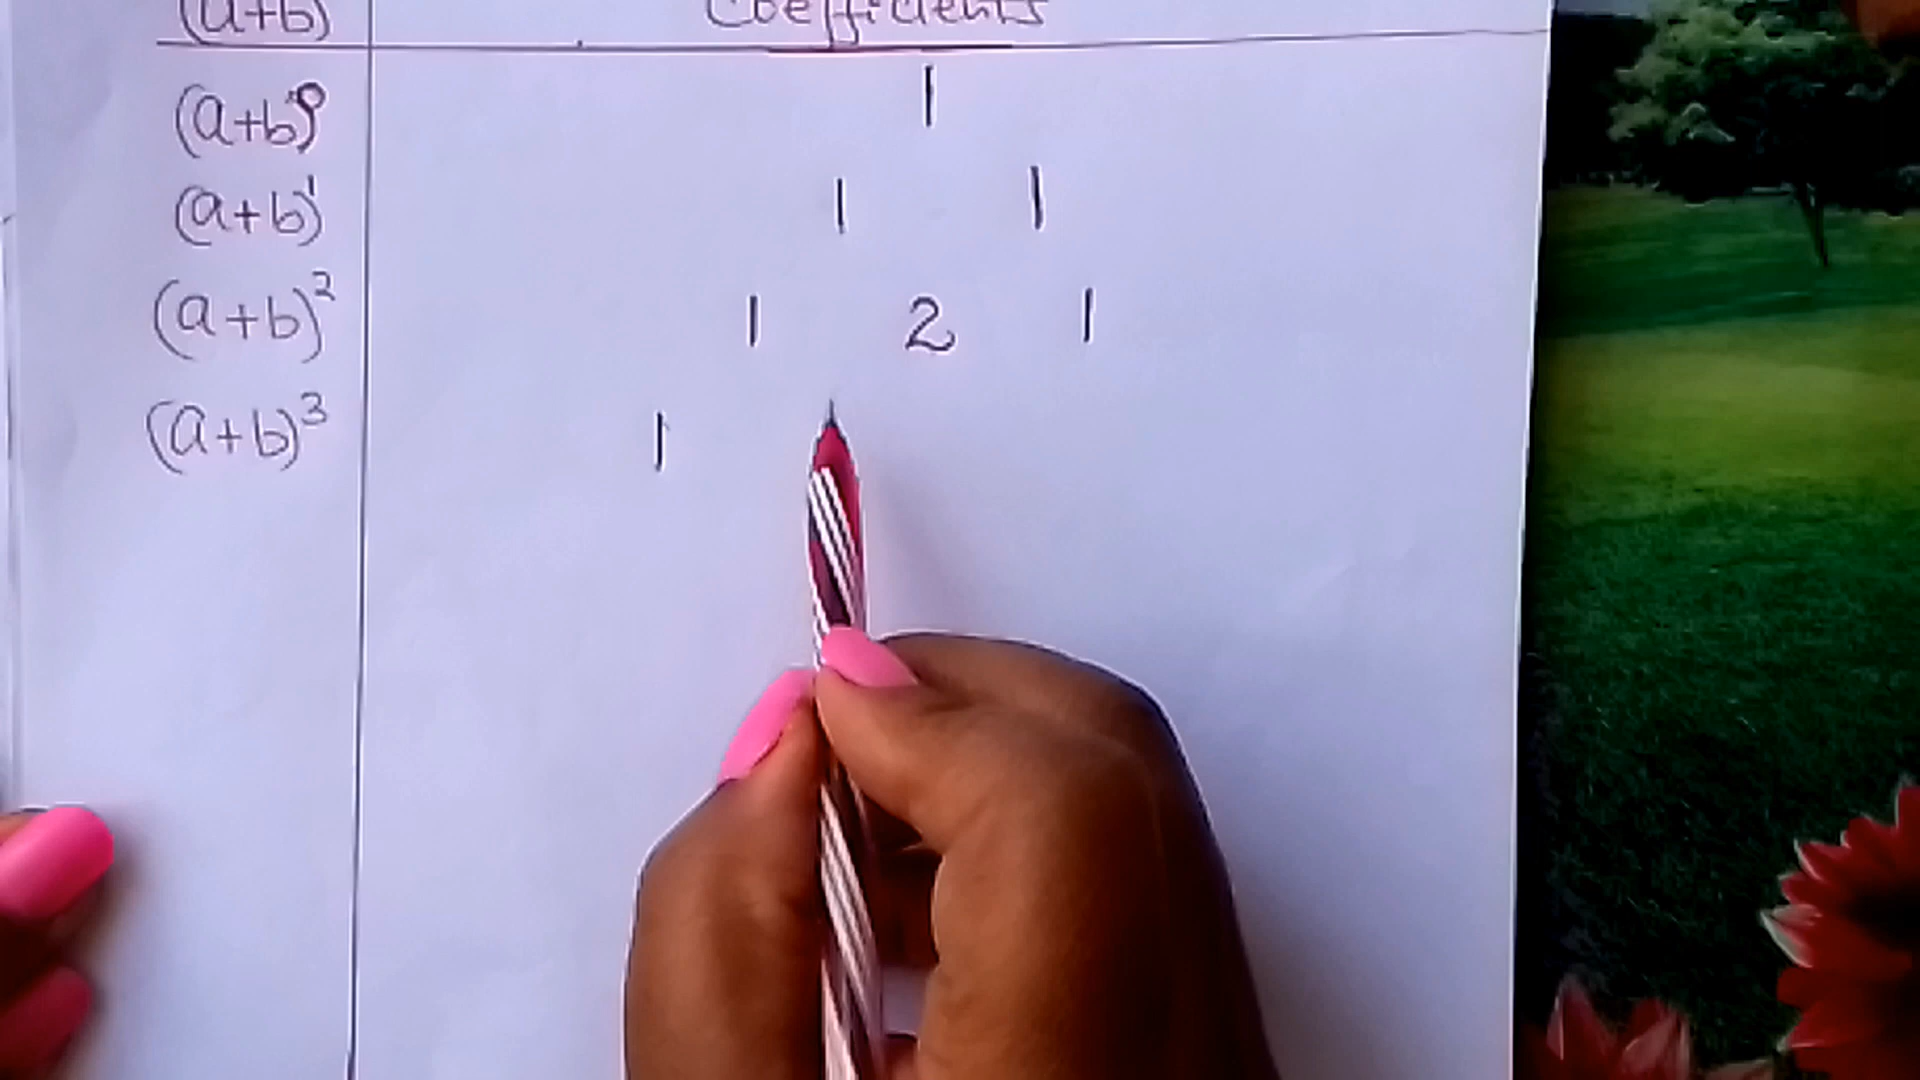 (a+b) Coefficients
(a+b)⁰ 1
(a+b)¹ 1 1
(a+b)² 1 2 1
(a+b)³ 1